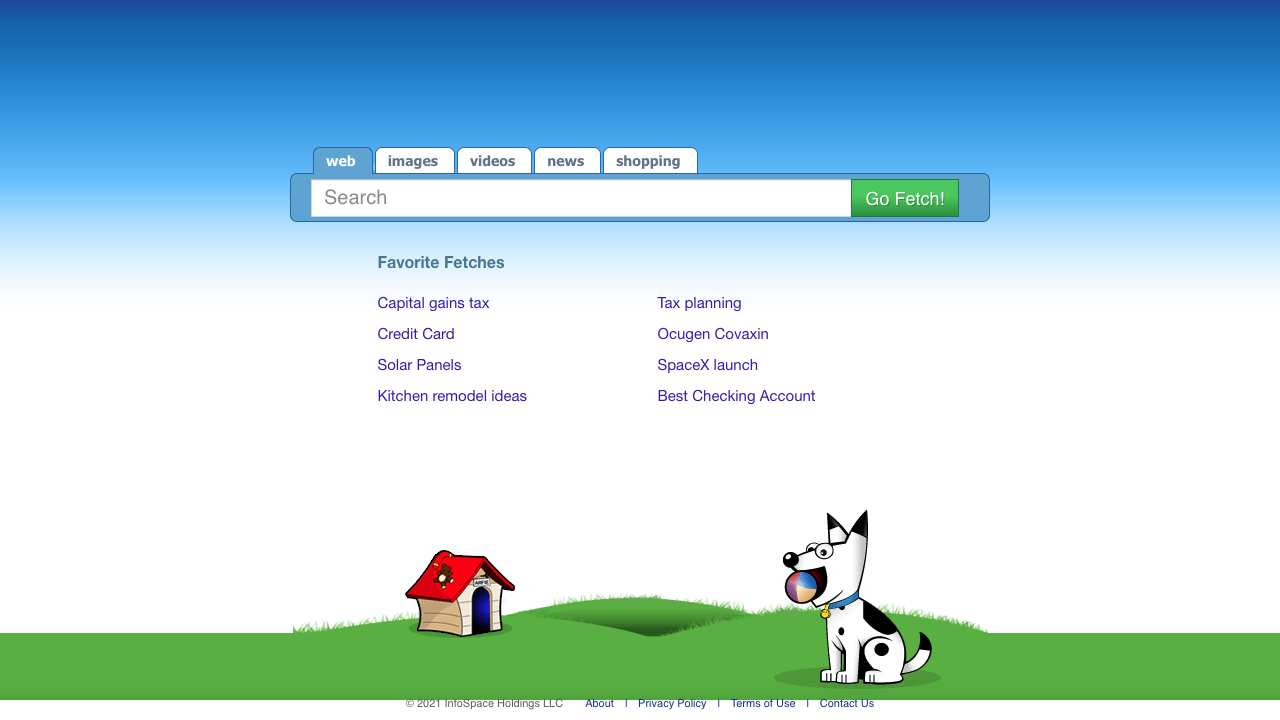 web images videos news shopping
Search Go Fetch!
Favorite Fetches
Capital gains tax Tax planning
Credit Card Ocugen Covaxin
Solar Panels SpaceX launch
Kitchen remodel ideas Best Checking Account
ARFIE
© 2021 InfoSpace Holdings LLC About | Privacy Policy | Terms of Use | Contact Us